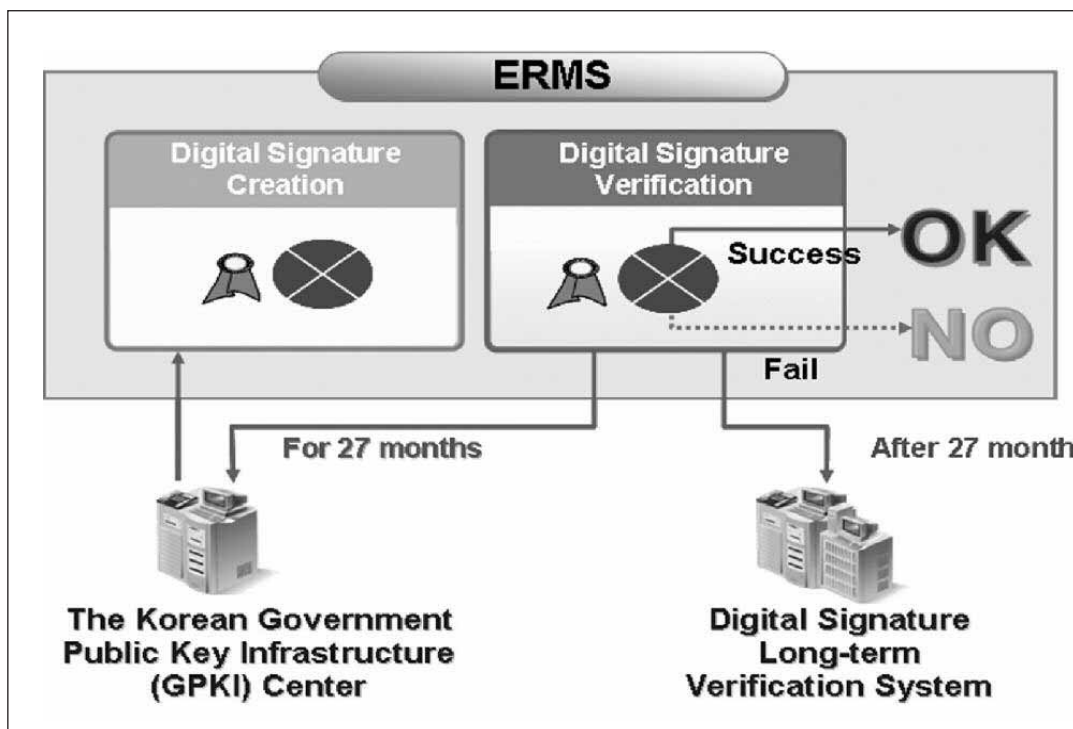 ERMS
Digital Signature
Creation
Digital Signature
Verification
Success
OK
NO
Fail
For 27 months
After 27 month
The Korean Government
Public Key Infrastructure
(GPKI) Center
Digital Signature
Long-term
Verification System